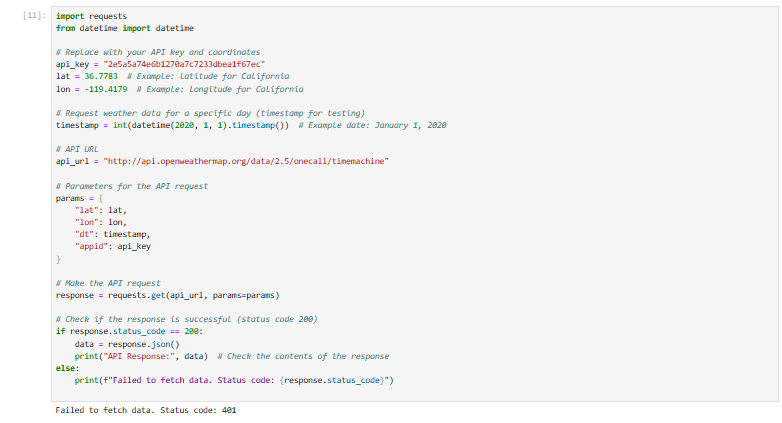 [11]:
import requests
from datetime import datetime
# Replace with your API key and coordinates
api_key = "2e5a5a74e6b1270a7c7233dbea1f67ec"
lat = 36.7783  # Example: Latitude for California
lon = -119.4179  # Example: Longitude for California
# Request weather data for a specific day (timestamp for testing)
timestamp = int(datetime(2020, 1, 1).timestamp())  # Example date: January 1, 2020
# API URL
api_url = "http://api.openweathermap.org/data/2.5/onecall/timemachine"
# Parameters for the API request
params = {
    "lat": lat,
    "lon": lon,
    "dt": timestamp,
    "appid": api_key
}
# Make the API request
response = requests.get(api_url, params=params)
# Check if the response is successful (status code 200)
if response.status_code == 200:
    data = response.json()
    print("API Response:", data)  # Check the contents of the response
else:
    print(f"Failed to fetch data. Status code: {response.status_code}")
Failed to fetch data. Status code: 401